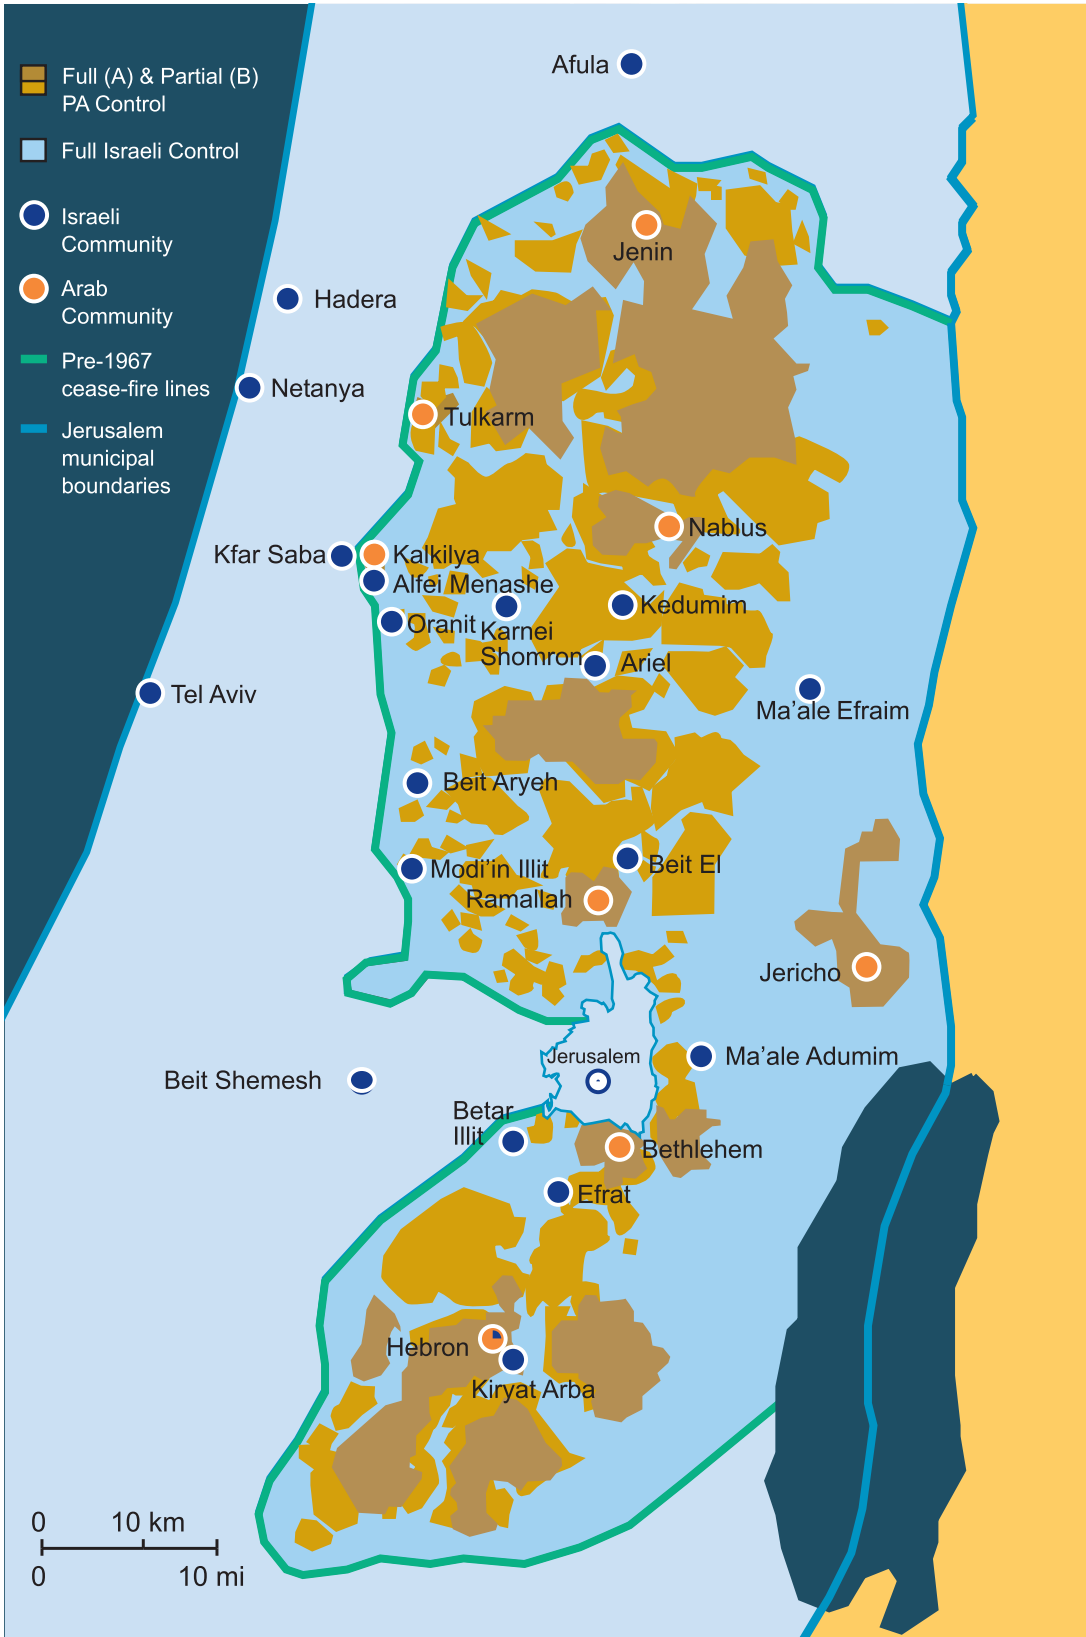 Full (A) & Partial (B)
PA Control
Full Israeli Control
Israeli
Community
Arab
Community
Pre-1967
cease-fire lines
Jerusalem
municipal
boundaries
Afula
Jenin
Hadera
Netanya
Tulkarm
Nablus
Kfar Saba
Kalkilya
Alfei Menashe
Kedumim
Oranit
Karnei
Shomron
Ariel
Tel Aviv
Ma’ale Efraim
Beit Aryeh
Modi’in Illit
Beit El
Ramallah
Jericho
Jerusalem
Ma’ale Adumim
Beit Shemesh
Betar
Illit
Bethlehem
Efrat
Hebron
Kiryat Arba
0 10 km
0 10 mi